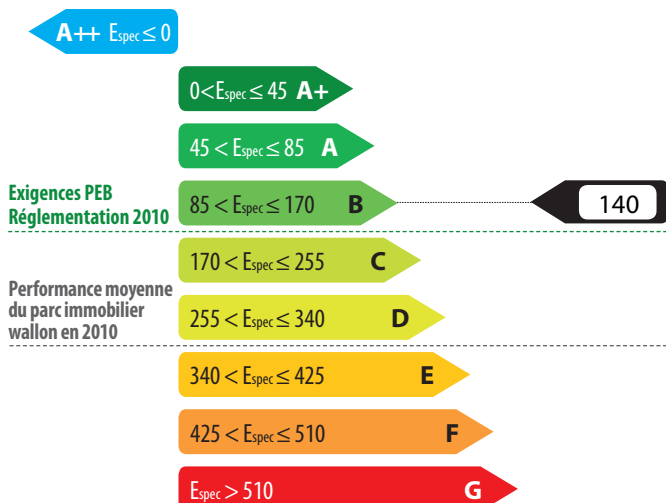 A++ Espec ≤ 0
0<Espec ≤ 45 A+
45 < Espec ≤ 85 A
Exigences PEB
Réglementation 2010
85 < Espec ≤ 170 B
140
170 < Espec ≤ 255 C
Performance moyenne
du parc immobilier
wallon en 2010
255 < Espec ≤ 340 D
340 < Espec ≤ 425 E
425 < Espec ≤ 510 F
Espec > 510 G